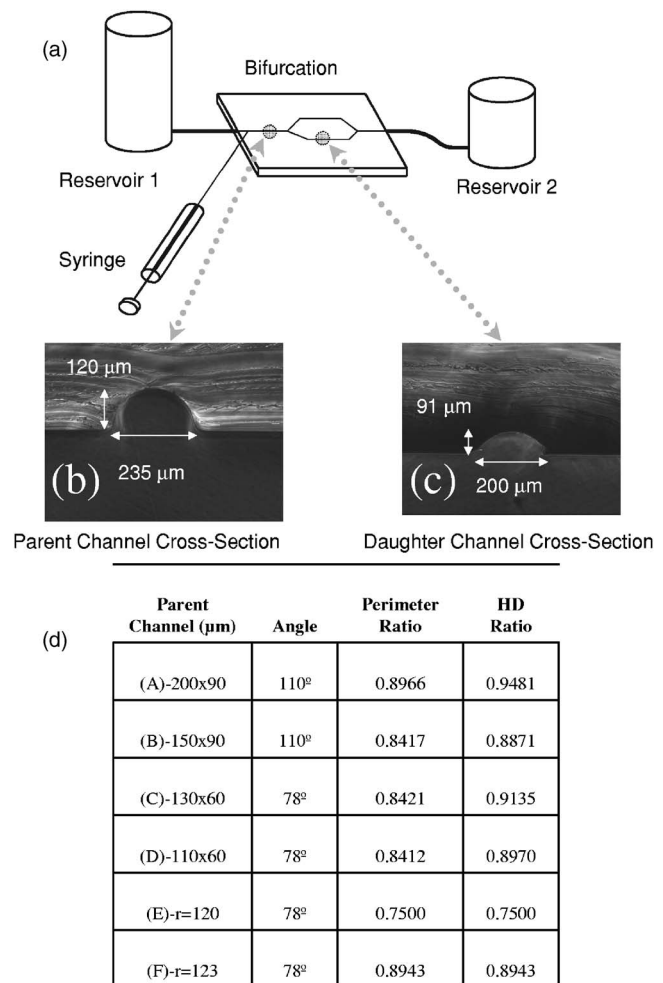 (a)
Bifurcation
Reservoir 1
Reservoir 2
Syringe
120 µm
235 µm
(b)
91 µm
200 µm
(c)
Parent Channel Cross-Section
Daughter Channel Cross-Section
(d)
Parent Channel (µm) Angle Perimeter Ratio HD Ratio
(A)-200x90 110º 0.8966 0.9481
(B)-150x90 110º 0.8417 0.8871
(C)-130x60 78º 0.8421 0.9135
(D)-110x60 78º 0.8412 0.8970
(E)-r=120 78º 0.7500 0.7500
(F)-r=123 78º 0.8943 0.8943